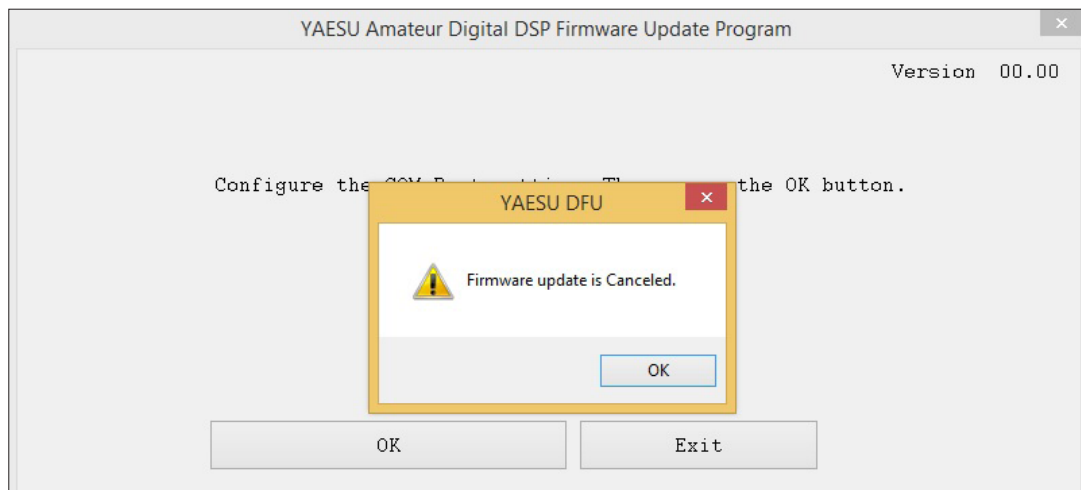 YAESU Amateur Digital DSP Firmware Update Program
Version 00.00
Configure the the OK button.
YAESU DFU
Firmware update is Canceled.
OK
OK Exit